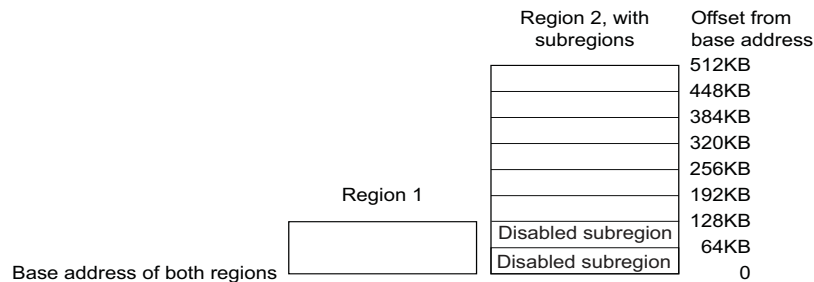 Region 2, with
subregions
Offset from
base address
512KB
448KB
384KB
320KB
256KB
192KB
Region 1
128KB
Disabled subregion
64KB
Disabled subregion
Base address of both regions
0